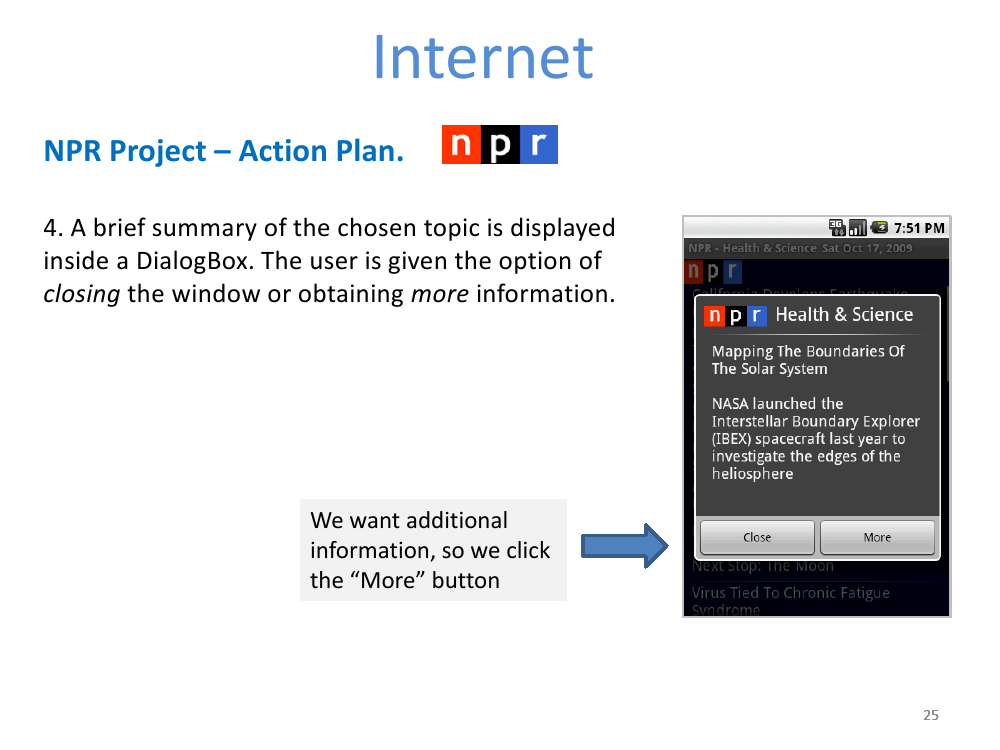 Internet
NPR Project – Action Plan.
n p r
4. A brief summary of the chosen topic is displayed
inside a DialogBox. The user is given the option of
closing the window or obtaining more information.
We want additional
information, so we click
the “More” button
3G
7:51 PM
NPR - Health & Science Sat Oct 17, 2009
n p r
California Develops Earthquake
n p r Health & Science
Mapping The Boundaries Of
The Solar System
NASA launched the
Interstellar Boundary Explorer
(IBEX) spacecraft last year to
investigate the edges of the
heliosphere
Close More
Next Stop: The Moon
Virus Tied To Chronic Fatigue
Syndrome
25